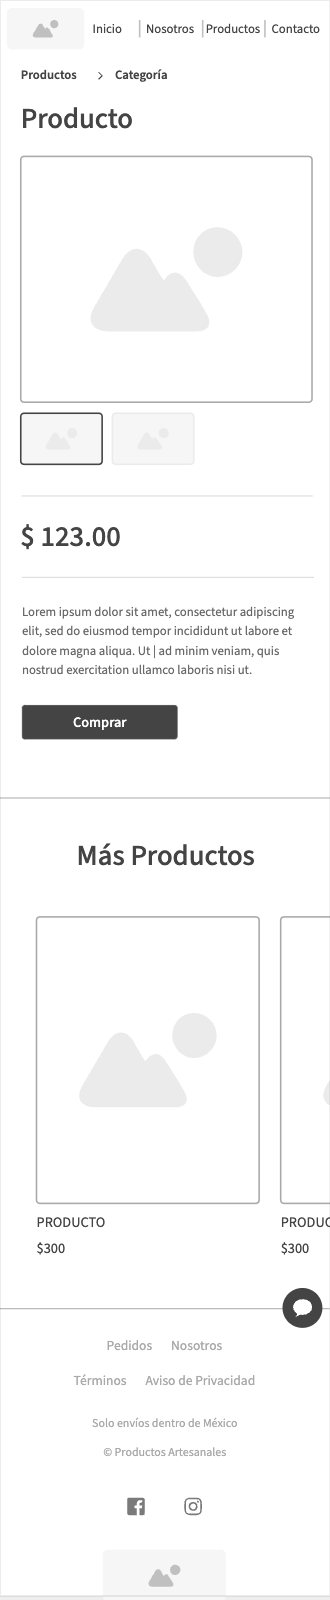 Inicio Nosotros Productos Contacto
Productos > Categoría
Producto
$ 123.00
Lorem ipsum dolor sit amet, consectetur adipiscing
elit, sed do eiusmod tempor incididunt ut labore et
dolore magna aliqua. Ut | ad minim veniam, quis
nostrud exercitation ullamco laboris nisi ut.
Comprar
Más Productos
PRODUCTO PRODUC
$300 $300
Pedidos Nosotros
Términos Aviso de Privacidad
Solo envíos dentro de México
© Productos Artesanales